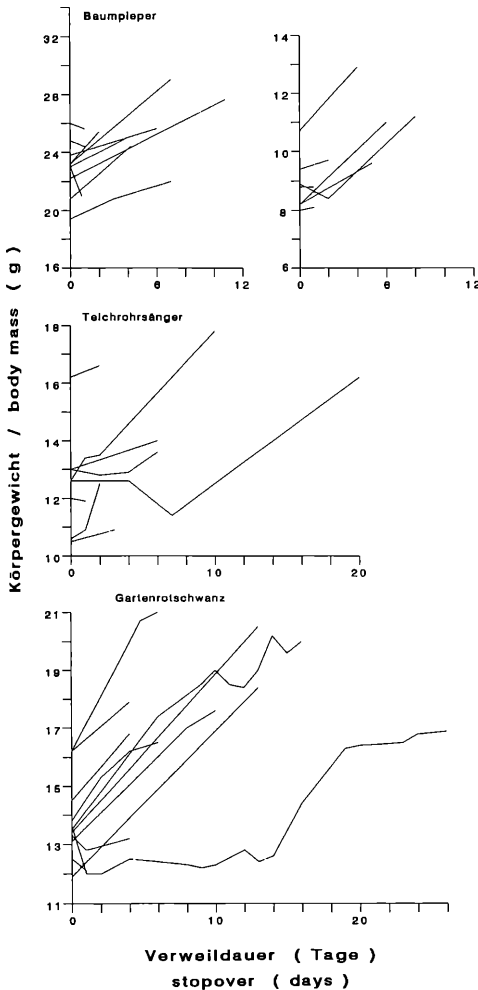 Baumpieper
32
28
24
20
16
0 6 12
14
12
10
8
6
0 6 12
Teichrohrsänger
18
16
14
12
10
0 10 20
Gartenrotschwanz
21
19
17
15
13
11
0 10 20
Körpergewicht / body mass ( g )
Verweildauer ( Tage )
stopover ( days )